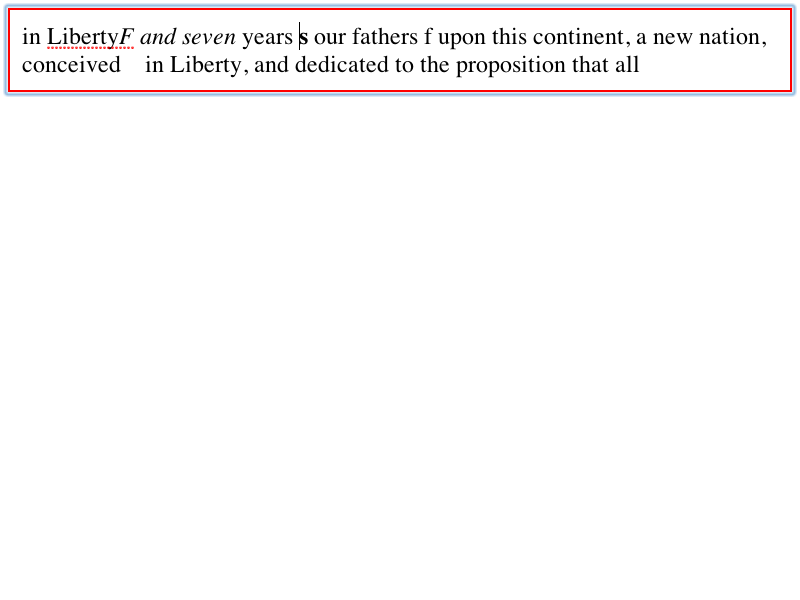 in LibertyF and seven years s our fathers f upon this continent, a new nation,
conceived    in Liberty, and dedicated to the proposition that all